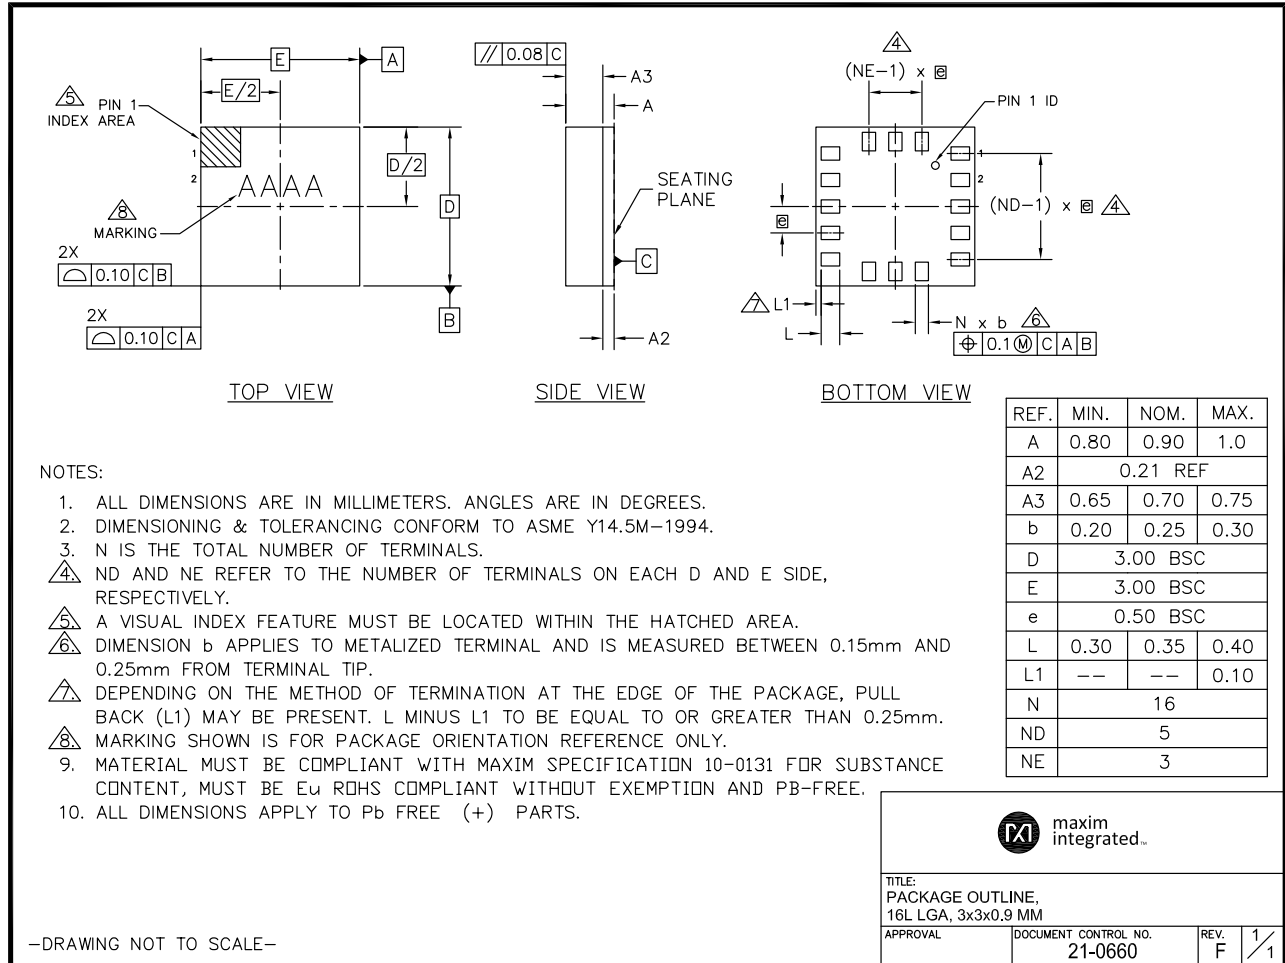 E
A
E/2
5 PIN 1
INDEX AREA
1
2
AAAA
D/2
D
8
MARKING
2X
0.10 C B
2X
0.10 C A
B
TOP VIEW
// 0.08 C
A3
A
SEATING
PLANE
C
A2
SIDE VIEW
4
(NE-1) x e
PIN 1 ID
1
2
(ND-1) x e 4
e
7 L1
L
N x b 6
⌖ 0.1 Ⓜ C A B
BOTTOM VIEW
REF. MIN. NOM. MAX.
A 0.80 0.90 1.0
A2 0.21 REF
A3 0.65 0.70 0.75
b 0.20 0.25 0.30
D 3.00 BSC
E 3.00 BSC
e 0.50 BSC
L 0.30 0.35 0.40
L1 -- -- 0.10
N 16
ND 5
NE 3
NOTES:
1. ALL DIMENSIONS ARE IN MILLIMETERS. ANGLES ARE IN DEGREES.
2. DIMENSIONING & TOLERANCING CONFORM TO ASME Y14.5M-1994.
3. N IS THE TOTAL NUMBER OF TERMINALS.
4. ND AND NE REFER TO THE NUMBER OF TERMINALS ON EACH D AND E SIDE,
RESPECTIVELY.
5. A VISUAL INDEX FEATURE MUST BE LOCATED WITHIN THE HATCHED AREA.
6. DIMENSION b APPLIES TO METALIZED TERMINAL AND IS MEASURED BETWEEN 0.15mm AND
0.25mm FROM TERMINAL TIP.
7. DEPENDING ON THE METHOD OF TERMINATION AT THE EDGE OF THE PACKAGE, PULL
BACK (L1) MAY BE PRESENT. L MINUS L1 TO BE EQUAL TO OR GREATER THAN 0.25mm.
8. MARKING SHOWN IS FOR PACKAGE ORIENTATION REFERENCE ONLY.
9. MATERIAL MUST BE COMPLIANT WITH MAXIM SPECIFICATION 10-0131 FOR SUBSTANCE
CONTENT, MUST BE Eu ROHS COMPLIANT WITHOUT EXEMPTION AND PB-FREE.
10. ALL DIMENSIONS APPLY TO Pb FREE (+) PARTS.
maxim
integrated™
TITLE:
PACKAGE OUTLINE,
16L LGA, 3x3x0.9 MM
APPROVAL
DOCUMENT CONTROL NO.
21-0660
REV.
F
1/1
-DRAWING NOT TO SCALE-